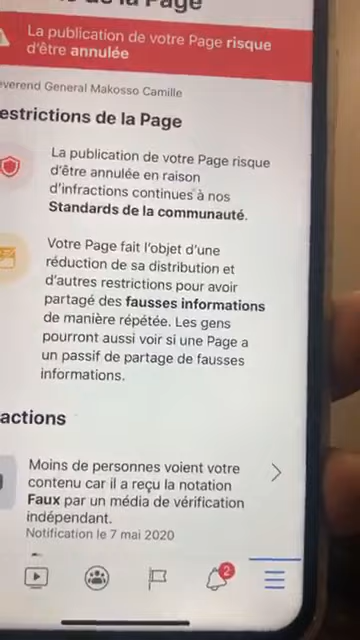 de la Page
La publication de votre Page risque
d'être annulée
everend General Makosso Camille
estrictions de la Page
La publication de votre Page risque
d'être annulée en raison
d'infractions continues à nos
Standards de la communauté.
Votre Page fait l'objet d'une
réduction de sa distribution et
d'autres restrictions pour avoir
partagé des fausses informations
de manière répétée. Les gens
pourront aussi voir si une Page a
un passif de partage de fausses
informations.
actions
Moins de personnes voient votre
contenu car il a reçu la notation
Faux par un média de vérification
indépendant.
Notification le 7 mai 2020
2